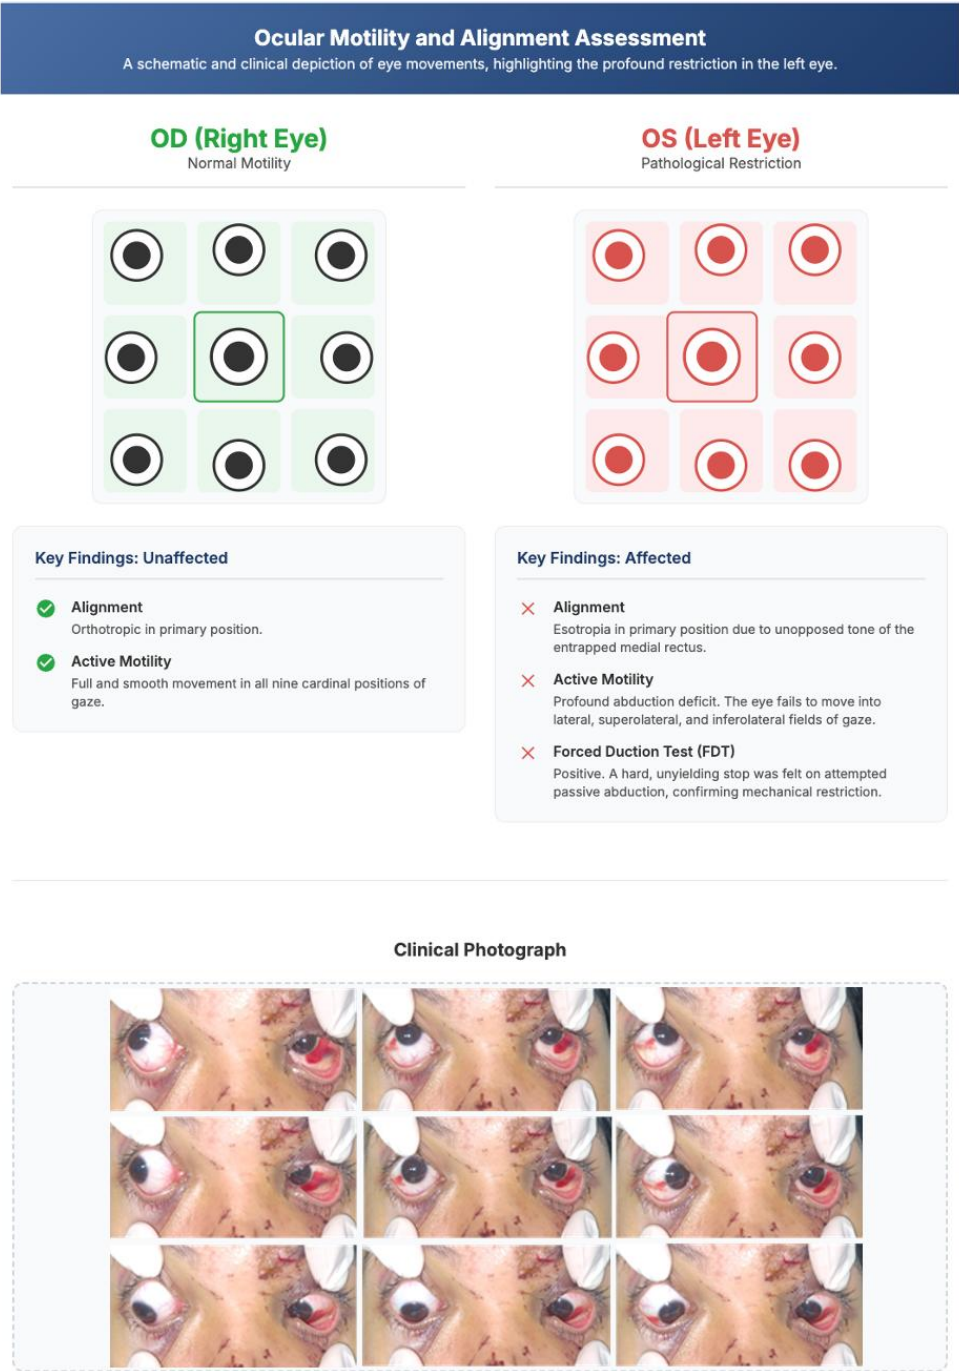 Ocular Motility and Alignment Assessment
A schematic and clinical depiction of eye movements, highlighting the profound restriction in the left eye.
OD (Right Eye)
Normal Motility
Key Findings: Unaffected
Alignment
Orthotropic in primary position.
Active Motility
Full and smooth movement in all nine cardinal positions of
gaze.
OS (Left Eye)
Pathological Restriction
Key Findings: Affected
Alignment
Esotropia in primary position due to unopposed tone of the
entrapped medial rectus.
Active Motility
Profound abduction deficit. The eye fails to move into
lateral, superolateral, and inferolateral fields of gaze.
Forced Duction Test (FDT)
Positive. A hard, unyielding stop was felt on attempted
passive abduction, confirming mechanical restriction.
Clinical Photograph